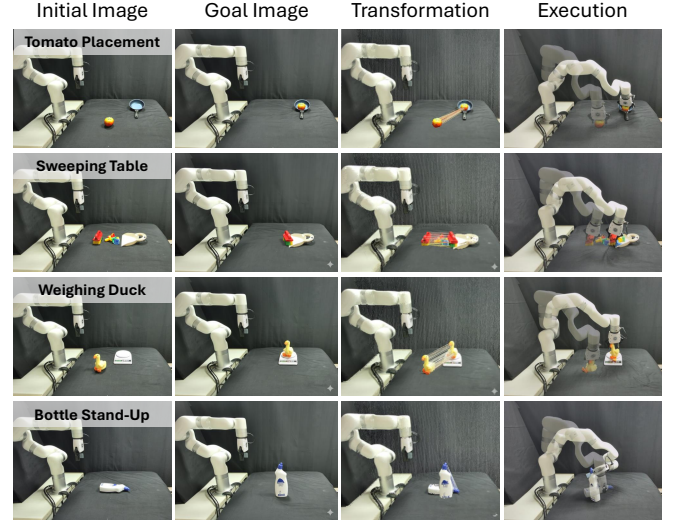 Initial Image
Goal Image
Transformation
Execution
Tomato Placement
Sweeping Table
Weighing Duck
Bottle Stand-Up